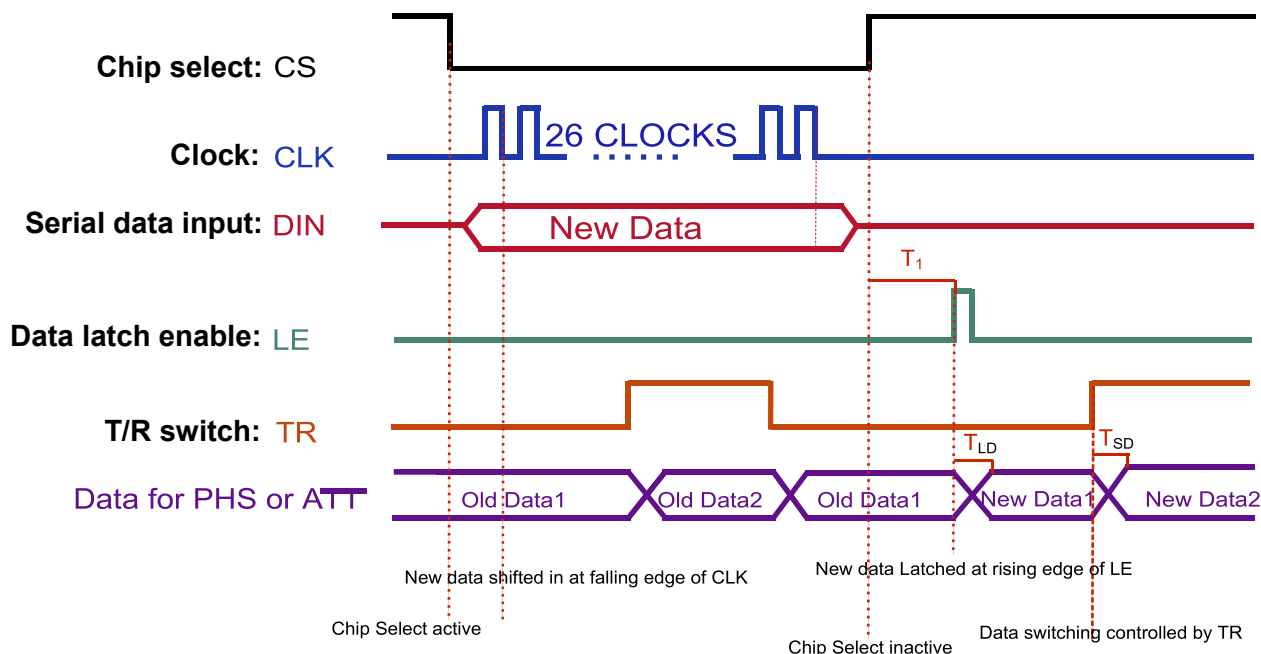 Chip select: CS
26 CLOCKS
Clock: CLK
Serial data input: DIN
New Data
T1
Data latch enable: LE
T/R switch: TR
TLD
TSD
Data for PHS or ATT
Old Data1
Old Data2
Old Data1
New Data1
New Data2
New data shifted in at falling edge of CLK
New data Latched at rising edge of LE
Chip Select active
Chip Select inactive
Data switching controlled by TR